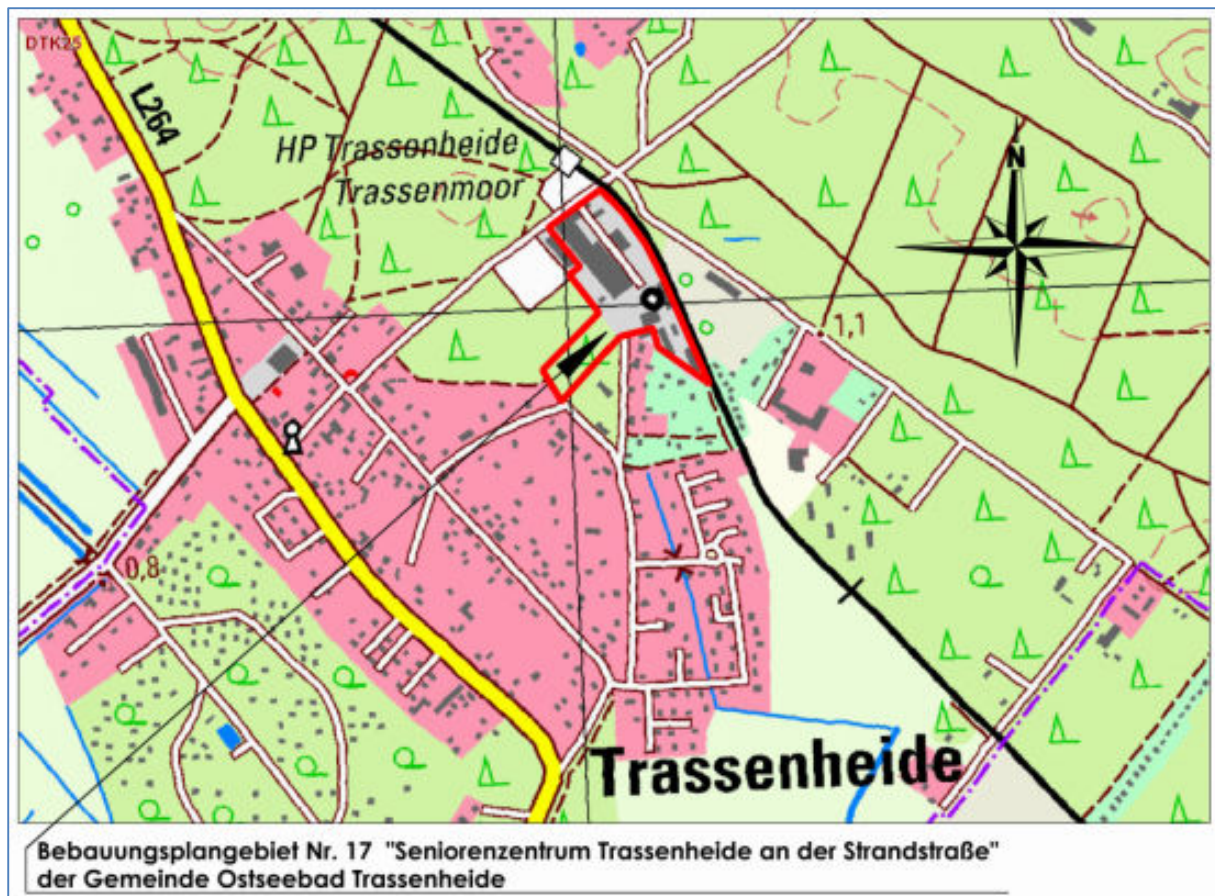 DTK25
L264
HP Trassonheide
Trassenmoor
N
1,1
0,8
Trassenheide
Bebauungsplangebiet Nr. 17 "Seniorenzentrum Trassenheide an der Strandstraße"
der Gemeinde Ostseebad Trassenheide